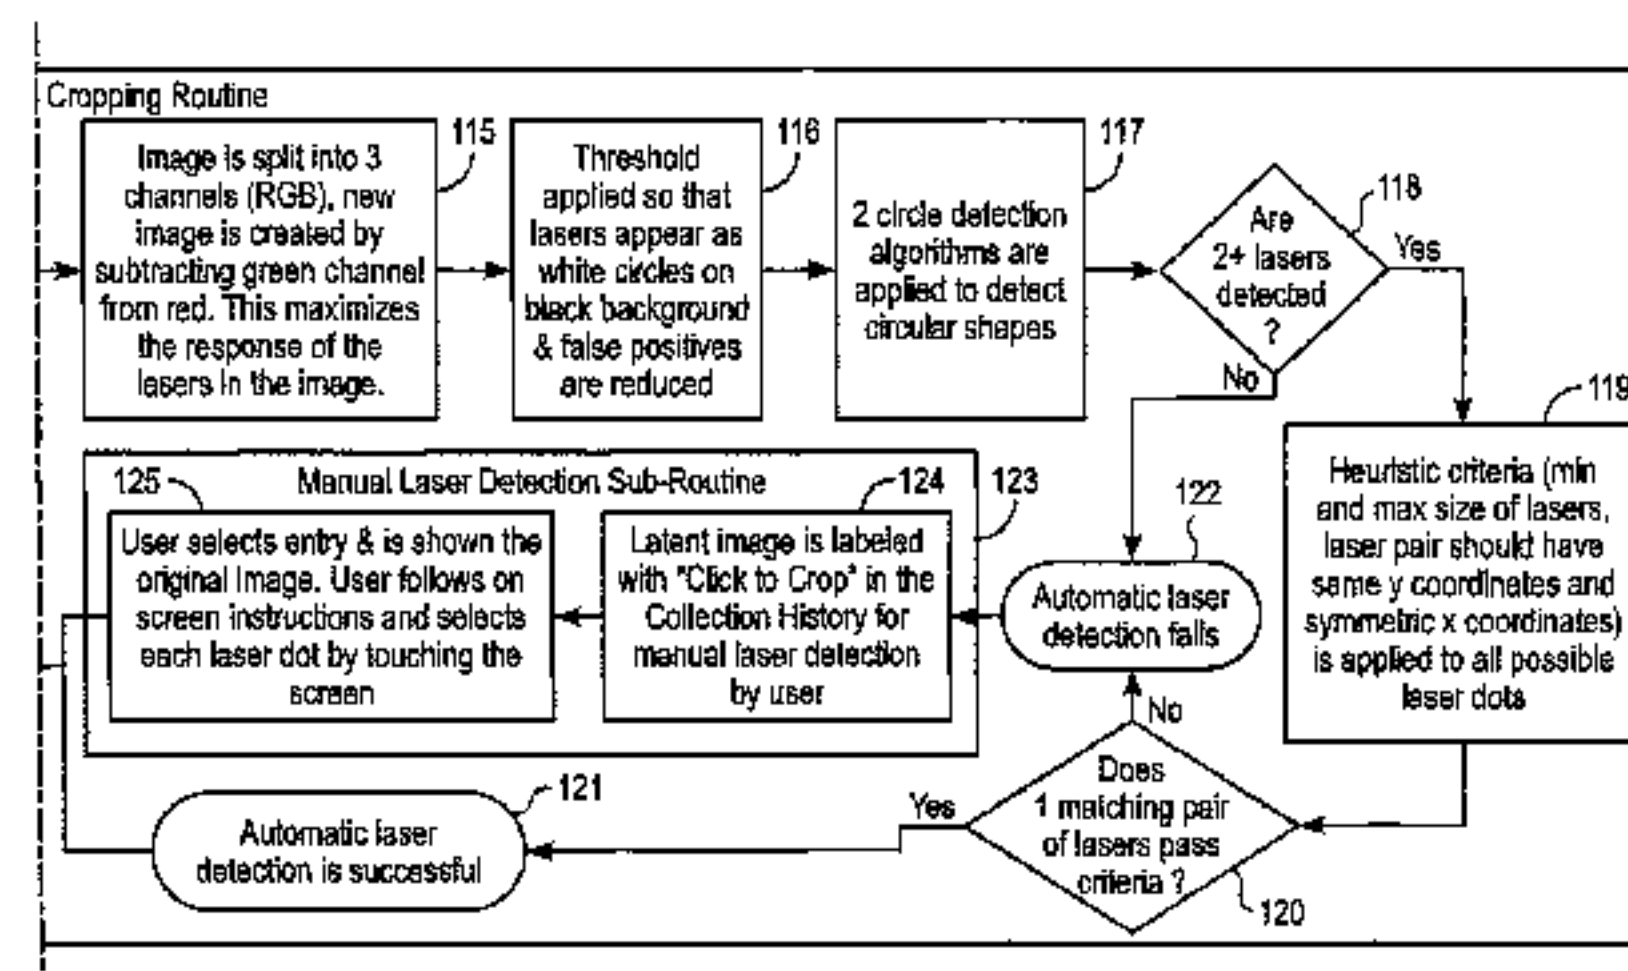 Cropping Routine
115
Image is split into 3
channels (RGB), new
image is created by
subtracting green channel
from red. This maximizes
the response of the
lasers in the image.
116
Threshold
applied so that
lasers appear as
white circles on
black background
& false positives
are reduced
117
2 circle detection
algorithms are
applied to detect
circular shapes
118
Are
2+ lasers
detected
?
Yes
No
119
Heuristic criteria (min
and max size of lasers,
laser pair should have
same y coordinates and
symmetric x coordinates)
is applied to all possible
laser dots
Manual Laser Detection Sub-Routine
123
125
User selects entry & is shown the
original Image. User follows on
screen instructions and selects
each laser dot by touching the
screen
124
Latent image is labeled
with "Click to Crop" in the
Collection History for
manual laser detection
by user
122
Automatic laser
detection fails
No
Does
1 matching pair
of lasers pass
criteria ?
120
Yes
121
Automatic laser
detection is successful